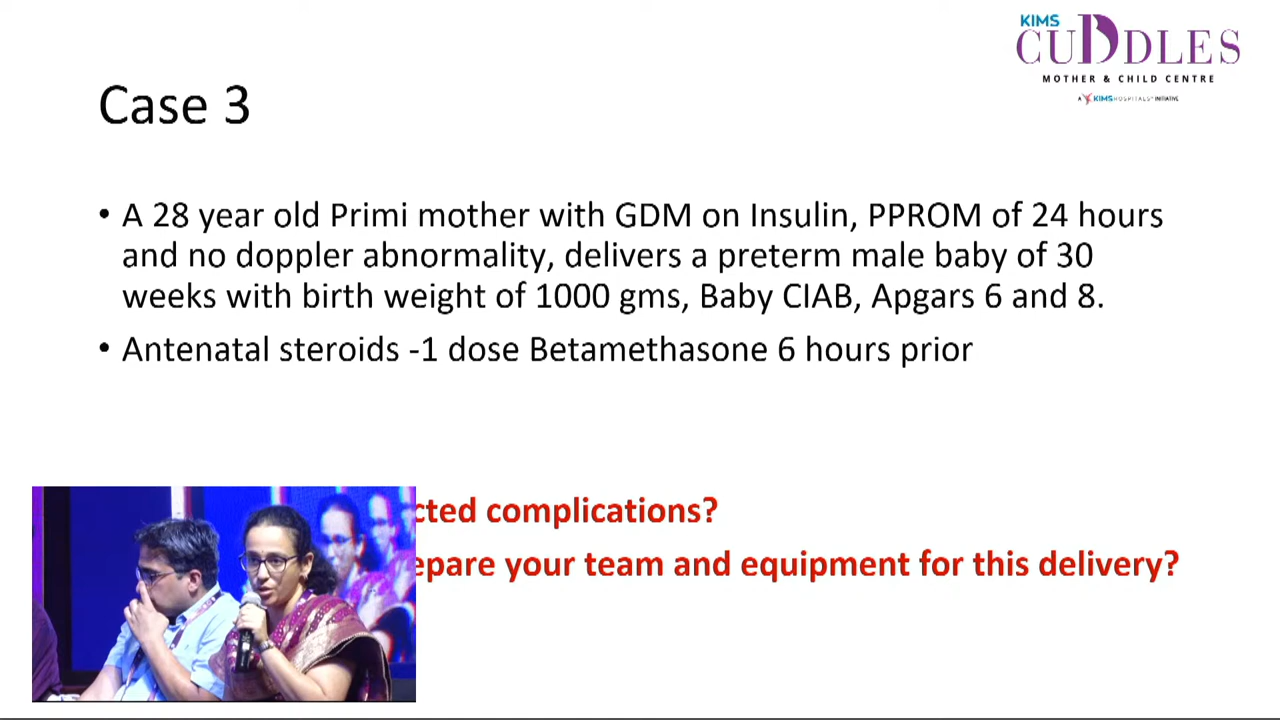 KIMS
CUDDLES
MOTHER & CHILD CENTRE
A KIMS HOSPITALS INITIATIVE
Case 3
• A 28 year old Primi mother with GDM on Insulin, PPROM of 24 hours
and no doppler abnormality, delivers a preterm male baby of 30
weeks with birth weight of 1000 gms, Baby CIAB, Apgars 6 and 8.
• Antenatal steroids -1 dose Betamethasone 6 hours prior
complications?
your team and equipment for this delivery?